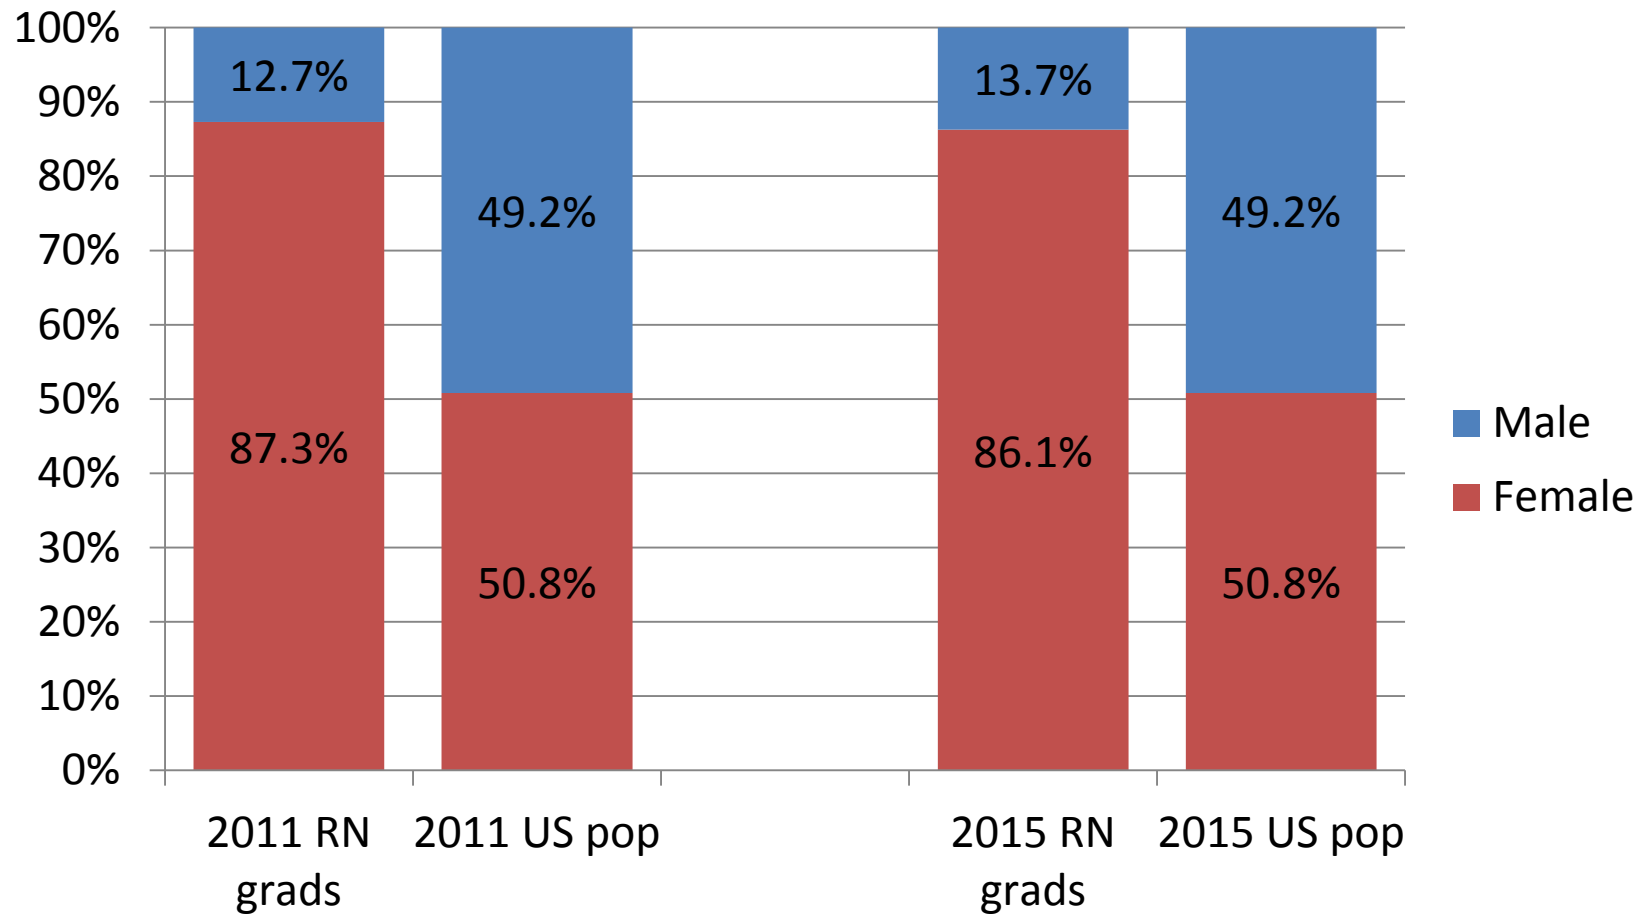 100%
90%
80%
70%
60%
50%
40%
30%
20%
10%
0%
12.7%
87.3%
49.2%
50.8%
13.7%
86.1%
49.2%
50.8%
2011 RN
grads
2011 US pop
2015 RN
grads
2015 US pop
Male
Female